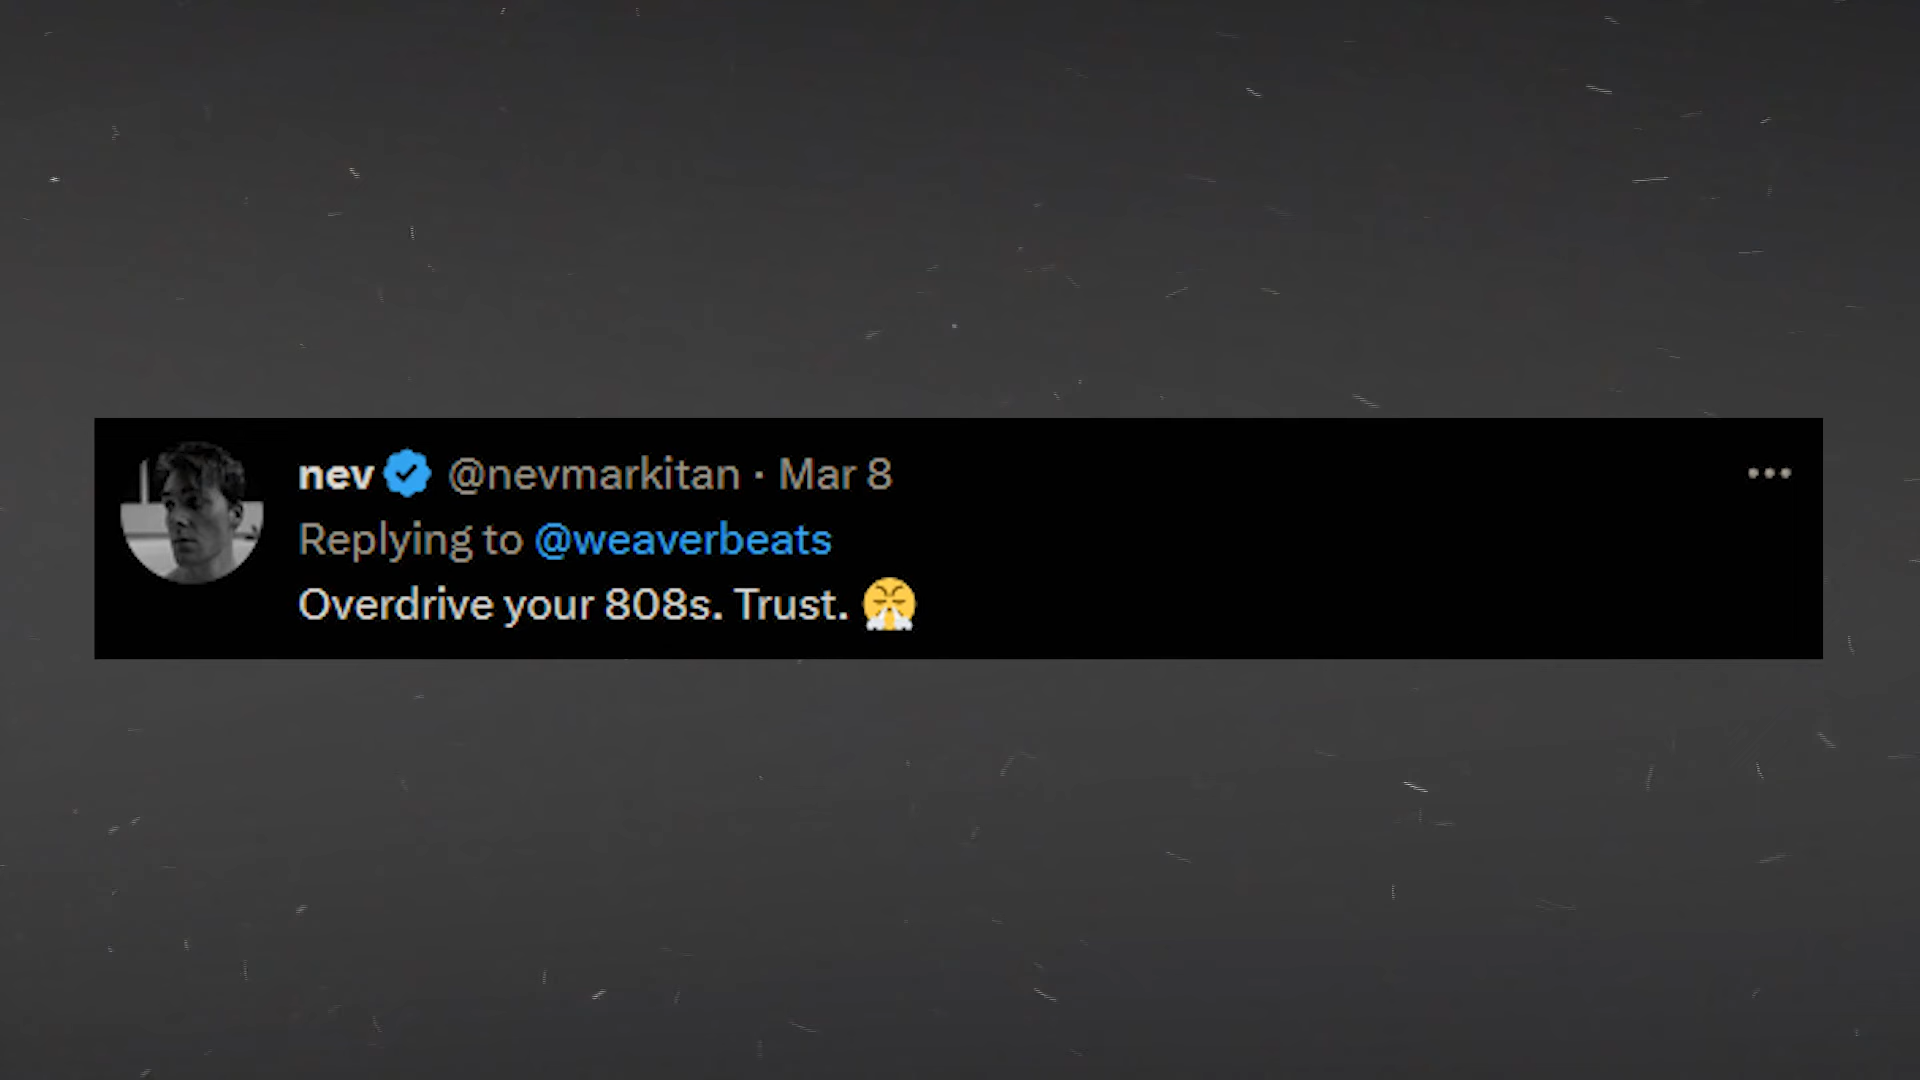 nev @nevmarkitan · Mar 8
Replying to @weaverbeats
Overdrive your 808s. Trust. 😤